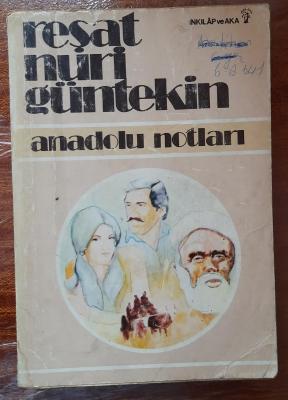 İNKILÂP ve AKA
reşat
nuri
güntekin
anadolu notları